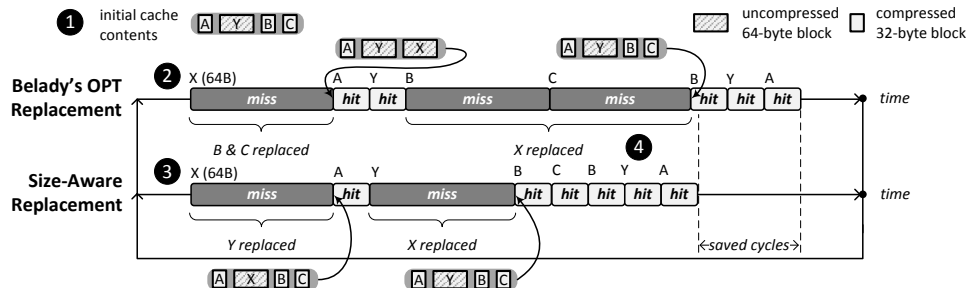 1 initial cache contents
A Y B C
uncompressed 64-byte block
compressed 32-byte block
A Y X
A Y B C
Belady's OPT Replacement
2 X (64B) A Y B C B Y A
miss hit hit miss miss hit hit hit
time
B & C replaced
X replaced
4
Size-Aware Replacement
3 X (64B) A Y B C B Y A
miss hit miss hit hit hit hit hit
time
Y replaced
X replaced
saved cycles
A X B C
A Y B C